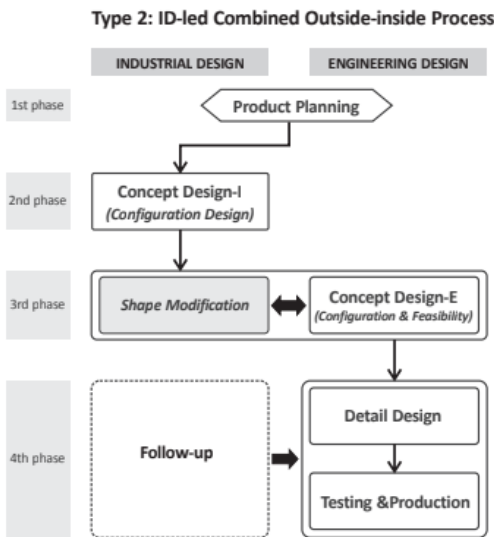 Type 2: ID-led Combined Outside-inside Process
INDUSTRIAL DESIGN
ENGINEERING DESIGN
1st phase
Product Planning
2nd phase
Concept Design-I
(Configuration Design)
3rd phase
Shape Modification
Concept Design-E
(Configuration & Feasibility)
4th phase
Follow-up
Detail Design
Testing &Production